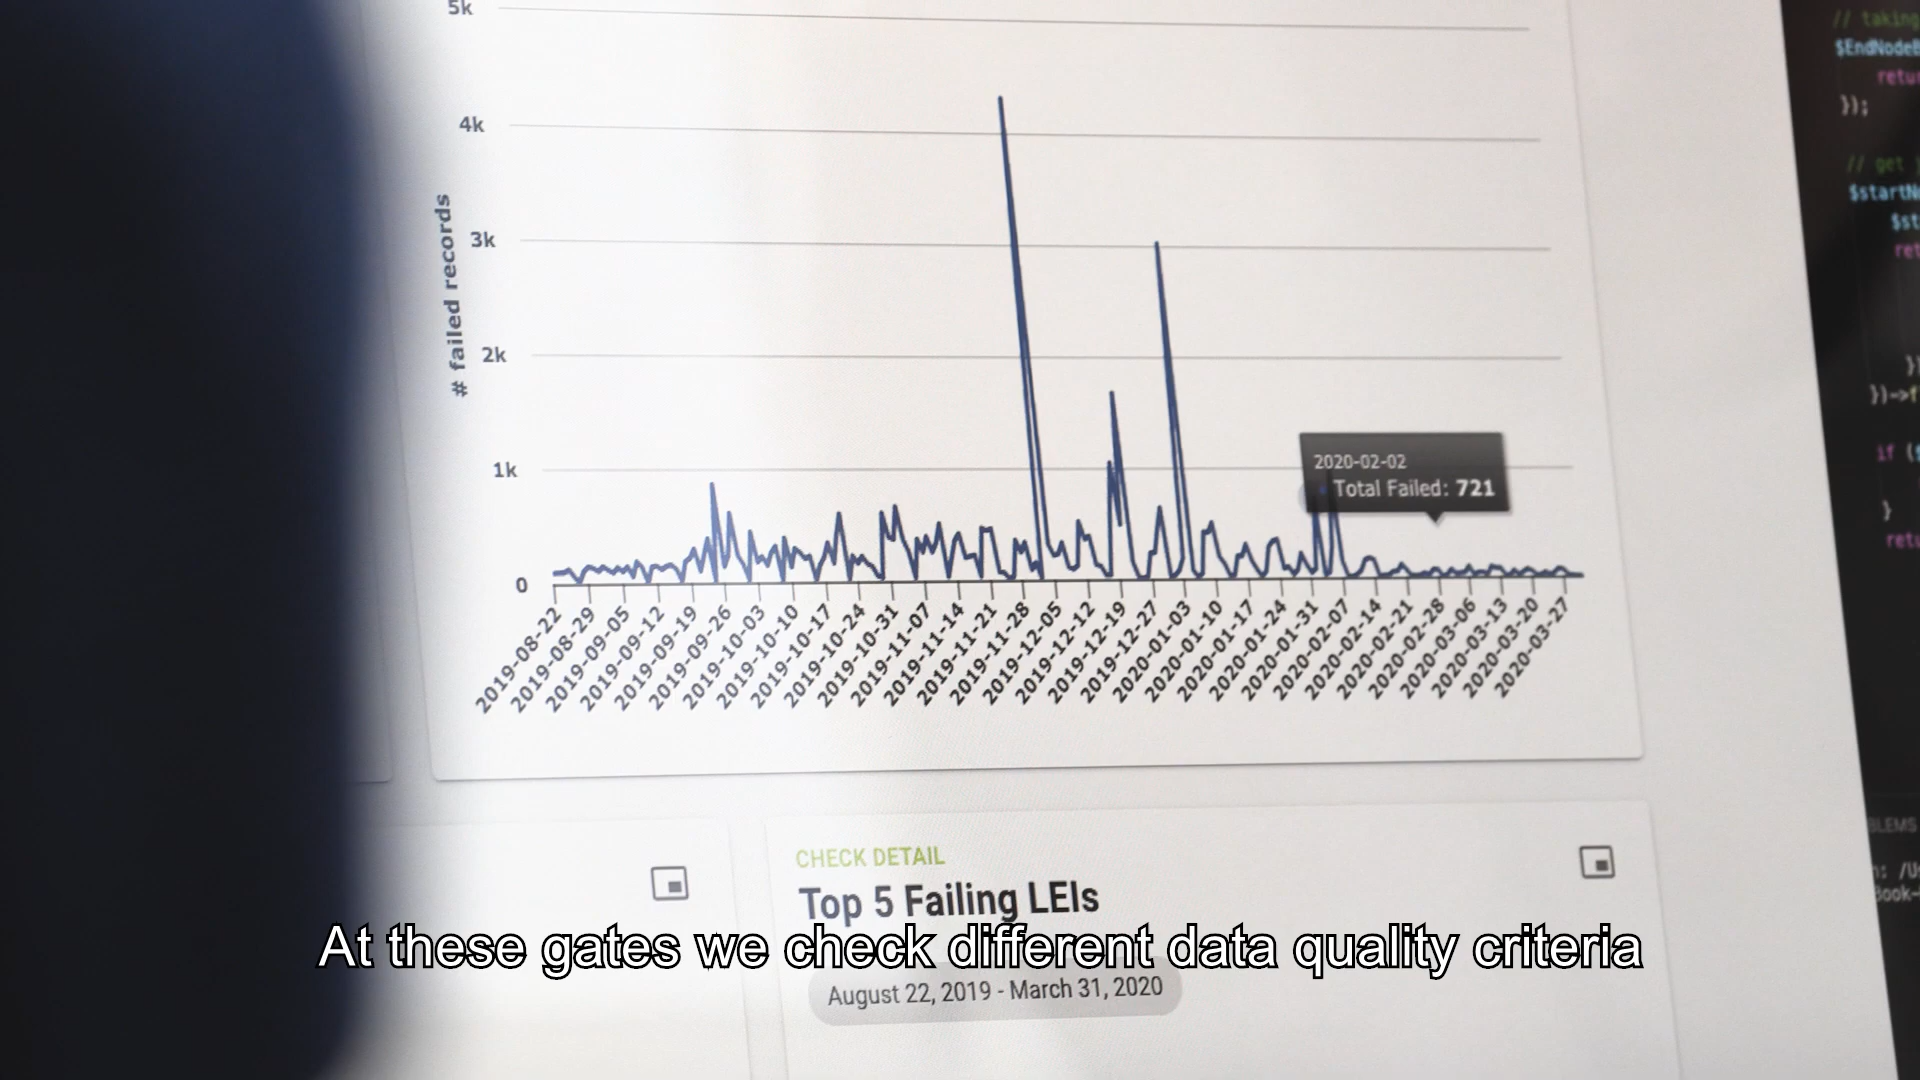 5k
4k
3k
2k
1k
0
# failed records
2020-02-02
Total Failed: 721
2019-08-22
2019-08-29
2019-09-05
2019-09-12
2019-09-19
2019-09-26
2019-10-03
2019-10-10
2019-10-17
2019-10-24
2019-10-31
2019-11-07
2019-11-14
2019-11-21
2019-11-28
2019-12-05
2019-12-12
2019-12-19
2019-12-27
2020-01-03
2020-01-10
2020-01-17
2020-01-24
2020-01-31
2020-02-07
2020-02-14
2020-02-21
2020-02-28
2020-03-06
2020-03-13
2020-03-20
2020-03-27
CHECK DETAIL
Top 5 Failing LEIs
At these gates we check different data quality criteria
August 22, 2019 - March 31, 2020
// taking
});
// get
}
if (
}